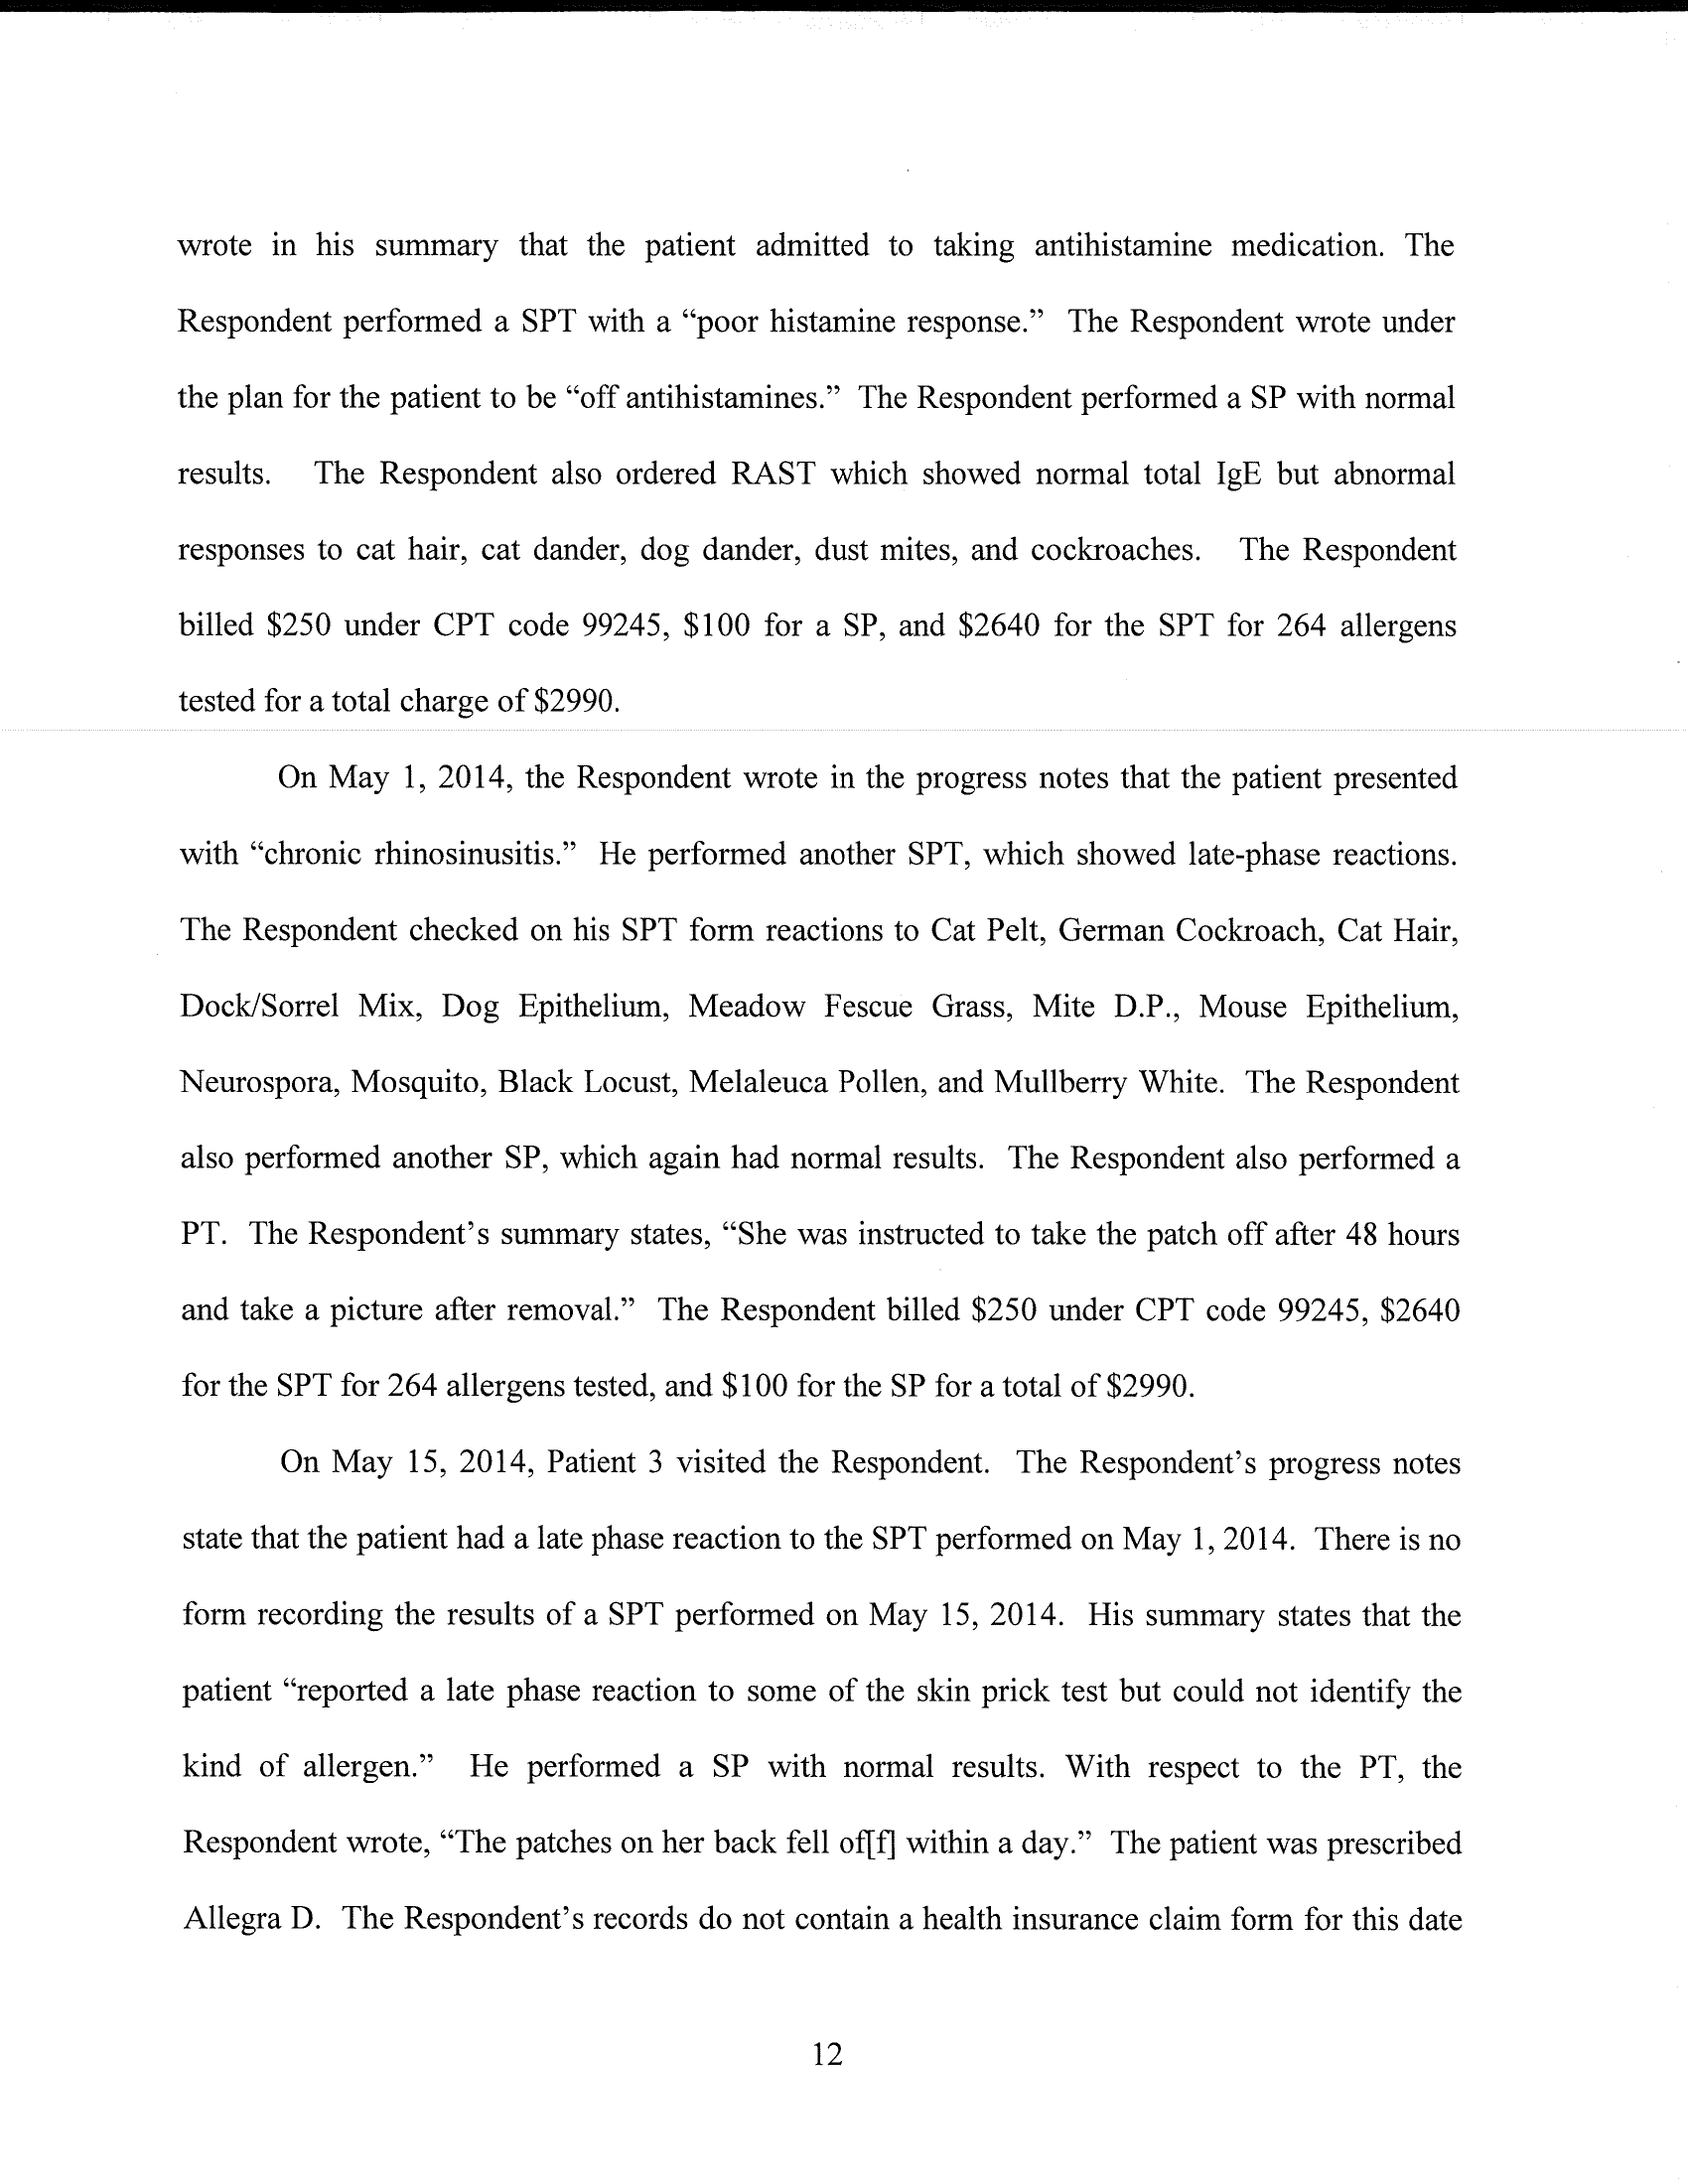 wrote in his summary that the patient admitted to taking antihistamine medication. The
Respondent performed a SPT with a “poor histamine response.” The Respondent wrote under
the plan for the patient to be “off antihistamines.” The Respondent performed a SP with normal
results. The Respondent also ordered RAST which showed normal total IgE but abnormal
responses to cat hair, cat dander, dog dander, dust mites, and cockroaches. The Respondent
billed $250 under CPT code 99245, $100 for a SP, and $2640 for the SPT for 264 allergens
tested for a total charge of $2990.
On May 1, 2014, the Respondent wrote in the progress notes that the patient presented
with “chronic rhinosinusitis.” He performed another SPT, which showed late-phase reactions.
The Respondent checked on his SPT form reactions to Cat Pelt, German Cockroach, Cat Hair,
Dock/Sorrel Mix, Dog Epithelium, Meadow Fescue Grass, Mite D.P., Mouse Epithelium,
Neurospora, Mosquito, Black Locust, Melaleuca Pollen, and Mullberry White. The Respondent
also performed another SP, which again had normal results. The Respondent also performed a
PT. The Respondent’s summary states, “She was instructed to take the patch off after 48 hours
and take a picture after removal.” The Respondent billed $250 under CPT code 99245, $2640
for the SPT for 264 allergens tested, and $100 for the SP for a total of $2990.
On May 15, 2014, Patient 3 visited the Respondent. The Respondent’s progress notes
state that the patient had a late phase reaction to the SPT performed on May 1, 2014. There is no
form recording the results of a SPT performed on May 15, 2014. His summary states that the
patient “reported a late phase reaction to some of the skin prick test but could not identify the
kind of allergen.” He performed a SP with normal results. With respect to the PT, the
Respondent wrote, “The patches on her back fell of[f] within a day.” The patient was prescribed
Allegra D. The Respondent’s records do not contain a health insurance claim form for this date
12